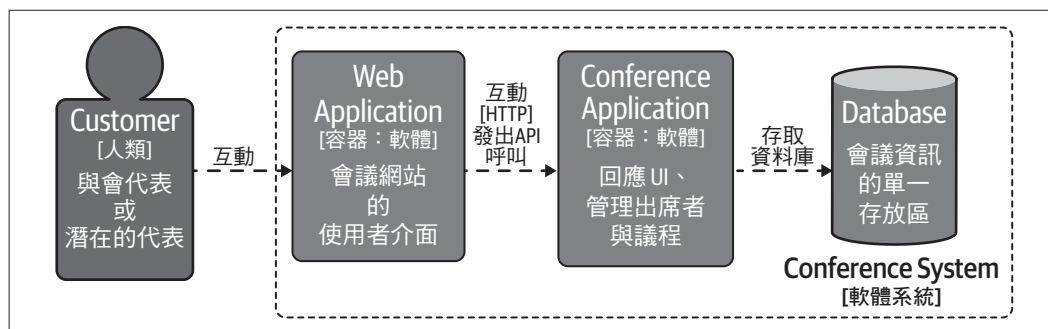 Customer
[人類]
與會代表
或
潛在的代表
互動
Web
Application
[容器：軟體]
會議網站
的
使用者介面
互動
[HTTP]
發出API
呼叫
Conference
Application
[容器：軟體]
回應 UI、
管理出席者
與議程
存取
資料庫
Database
會議資訊
的單一
存放區
Conference System
[軟體系統]